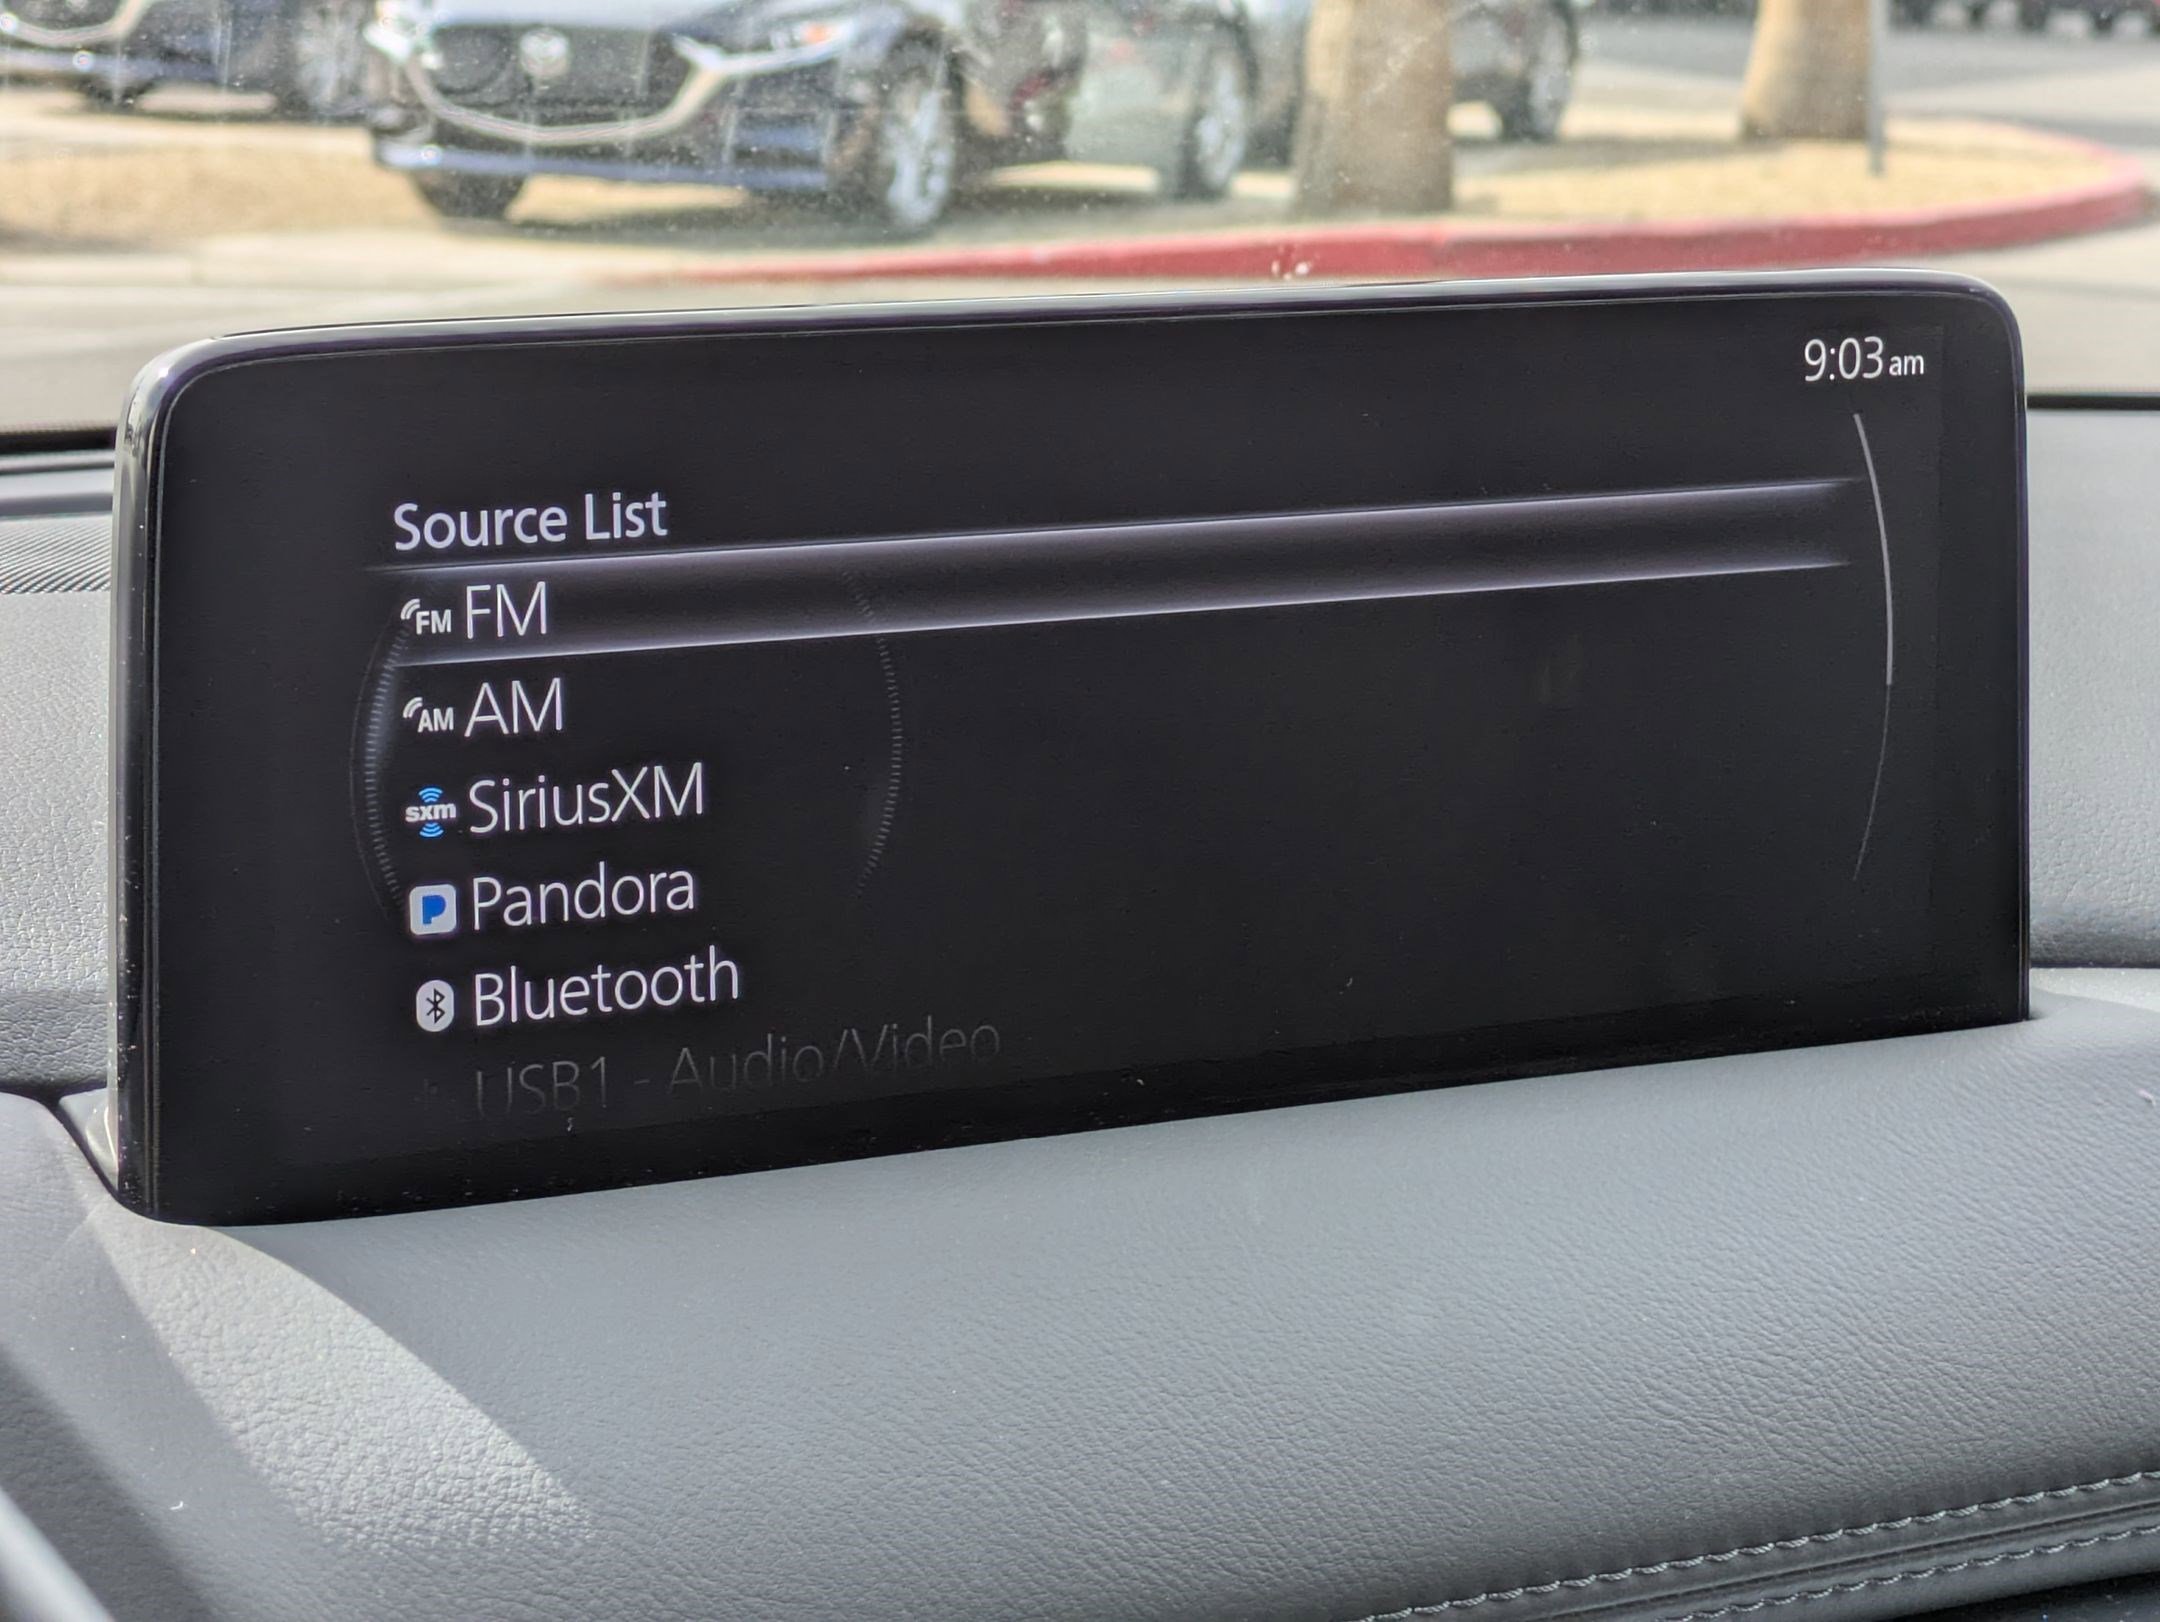 9:03 am
Source List
FM FM
AM AM
sxm SiriusXM
P Pandora
Bluetooth
USB1 - Audio/Video